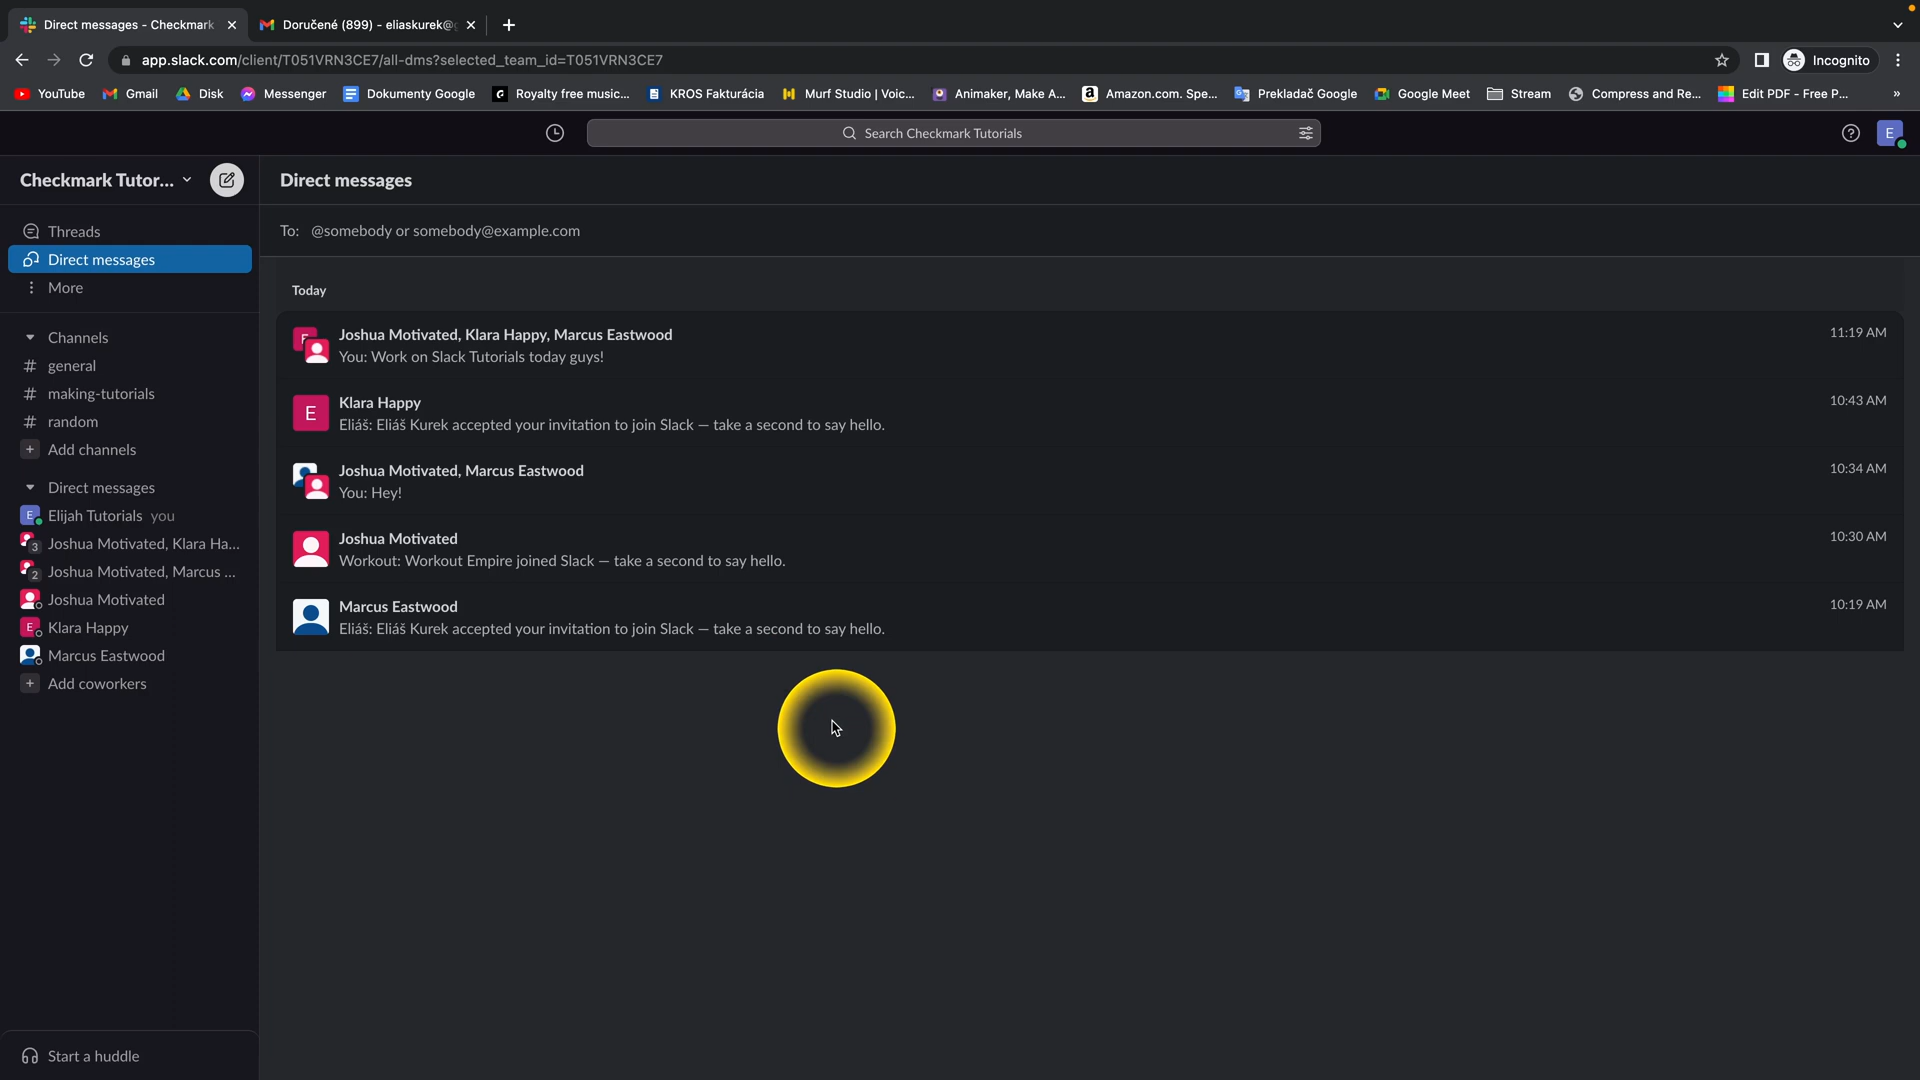 Direct messages - Checkmark
Doručené (899) - eliaskurek@
app.slack.com/client/T051VRN3CE7/all-dms?selected_team_id=T051VRN3CE7
Incognito
YouTube Gmail Disk Messenger Dokumenty Google Royalty free music... KROS Fakturácia Murf Studio | Voic... Animaker, Make A... Amazon.com. Spe... Prekladač Google Google Meet Stream Compress and Re... Edit PDF - Free P... »
Search Checkmark Tutorials
E
Checkmark Tutor...
Threads
Direct messages
More
Channels
# general
# making-tutorials
# random
+ Add channels
Direct messages
E Elijah Tutorials you
3 Joshua Motivated, Klara Ha...
2 Joshua Motivated, Marcus ...
Joshua Motivated
E Klara Happy
Marcus Eastwood
+ Add coworkers
Start a huddle
Direct messages
To: @somebody or somebody@example.com
Today
Joshua Motivated, Klara Happy, Marcus Eastwood 11:19 AM
You: Work on Slack Tutorials today guys!
E
Klara Happy 10:43 AM
Eliáš: Eliáš Kurek accepted your invitation to join Slack — take a second to say hello.
Joshua Motivated, Marcus Eastwood 10:34 AM
You: Hey!
Joshua Motivated 10:30 AM
Workout: Workout Empire joined Slack — take a second to say hello.
Marcus Eastwood 10:19 AM
Eliáš: Eliáš Kurek accepted your invitation to join Slack — take a second to say hello.